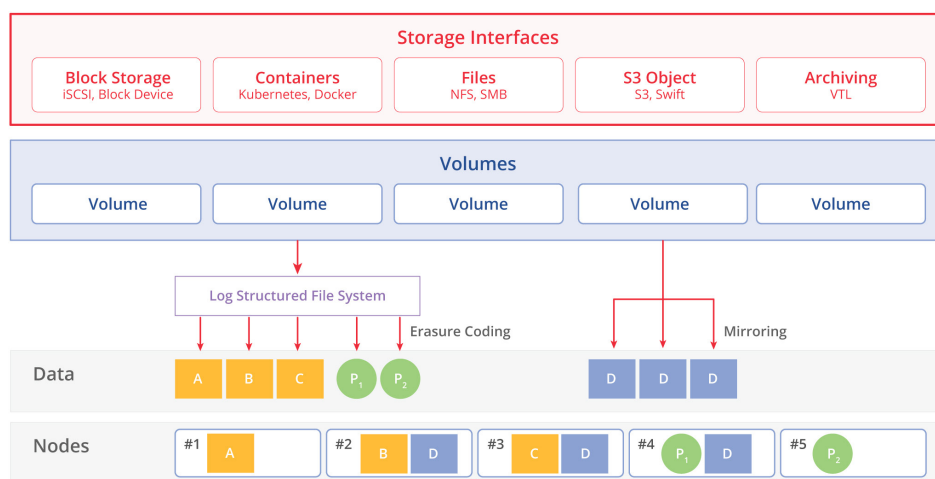 Storage Interfaces
Block Storage
iSCSI, Block Device
Containers
Kubernetes, Docker
Files
NFS, SMB
S3 Object
S3, Swift
Archiving
VTL
Volumes
Volume
Volume
Volume
Volume
Volume
Log Structured File System
Erasure Coding
Mirroring
Data
A
B
C
P₁
P₂
D
D
D
Nodes
#1
A
#2
B
D
#3
C
D
#4
P₁
D
#5
P₂